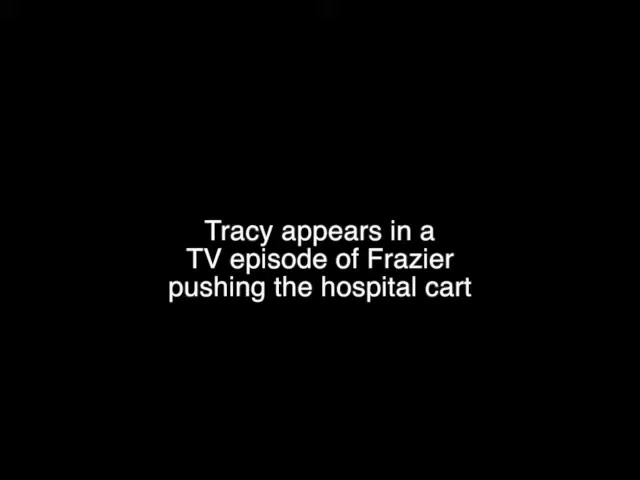 Tracy appears in a
TV episode of Frazier
pushing the hospital cart